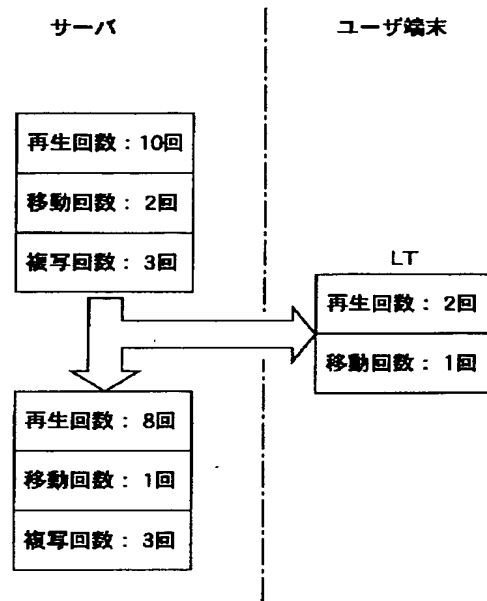 サーバ
ユーザ端末
再生回数：10回
移動回数：2回
複写回数：3回
LT
再生回数：2回
移動回数：1回
再生回数：8回
移動回数：1回
複写回数：3回